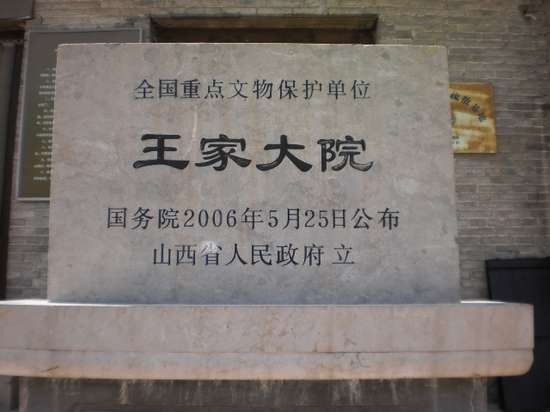 全国重点文物保护单位
王家大院
国务院2006年5月25日公布
山西省人民政府 立